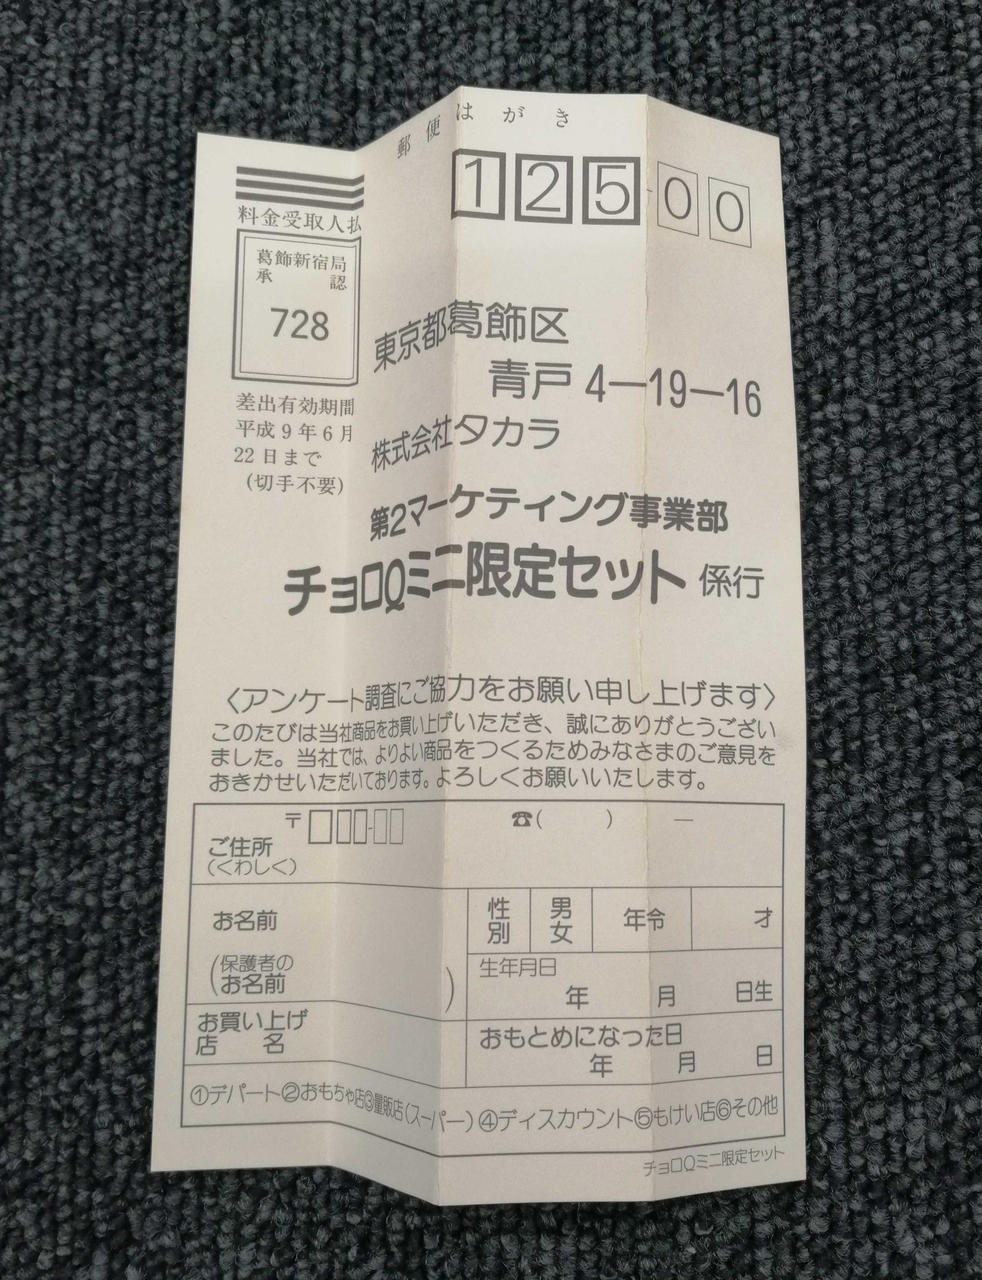 郵便はがき
125-00
料金受取人払
葛飾新宿局
承　認
728
差出有効期間
平成9年6月
22日まで
(切手不要)
東京都葛飾区
青戸4―19―16
株式会社タカラ
第2マーケティング事業部
チョロQミニ限定セット 係行
〈アンケート調査にご協力をお願い申し上げます〉
このたびは当社商品をお買い上げいただき、誠にありがとうござい
ました。当社では、よりよい商品をつくるためみなさまのご意見を
おきかせいただいております。よろしくお願いいたします。
〒□□□-□□ ☎(　　)　―
ご住所
(くわしく)
お名前
性別 男女 年令 才
(保護者のお名前)
生年月日
年 月 日生
お買い上げ店名
おもとめになった日
年 月 日
①デパート②おもちゃ店③量販店(スーパー)④ディスカウント⑤もけい店⑥その他
チョロQミニ限定セット